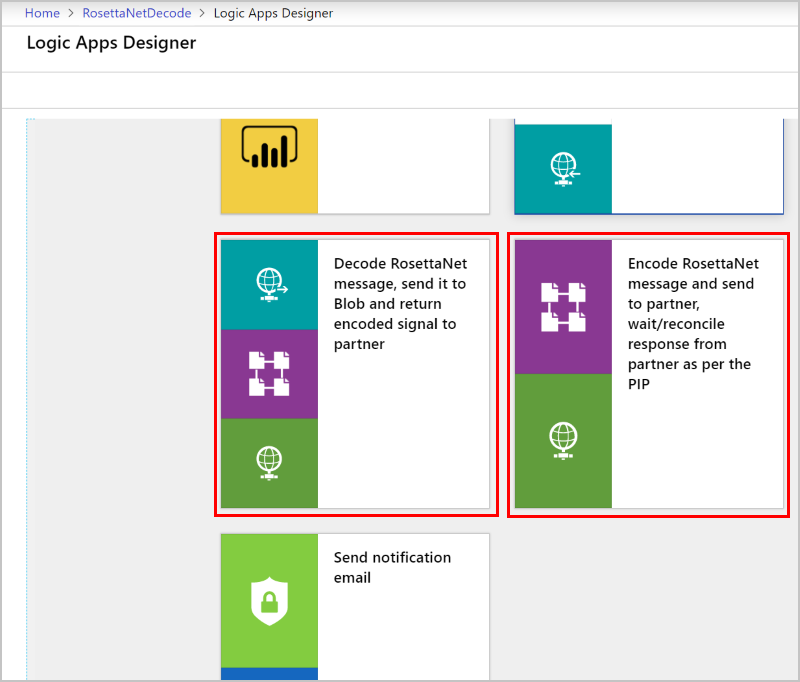 Home > RosettaNetDecode > Logic Apps Designer
Logic Apps Designer
Decode RosettaNet
message, send it to
Blob and return
encoded signal to
partner
Encode RosettaNet
message and send
to partner,
wait/reconcile
response from
partner as per the
PIP
Send notification
email